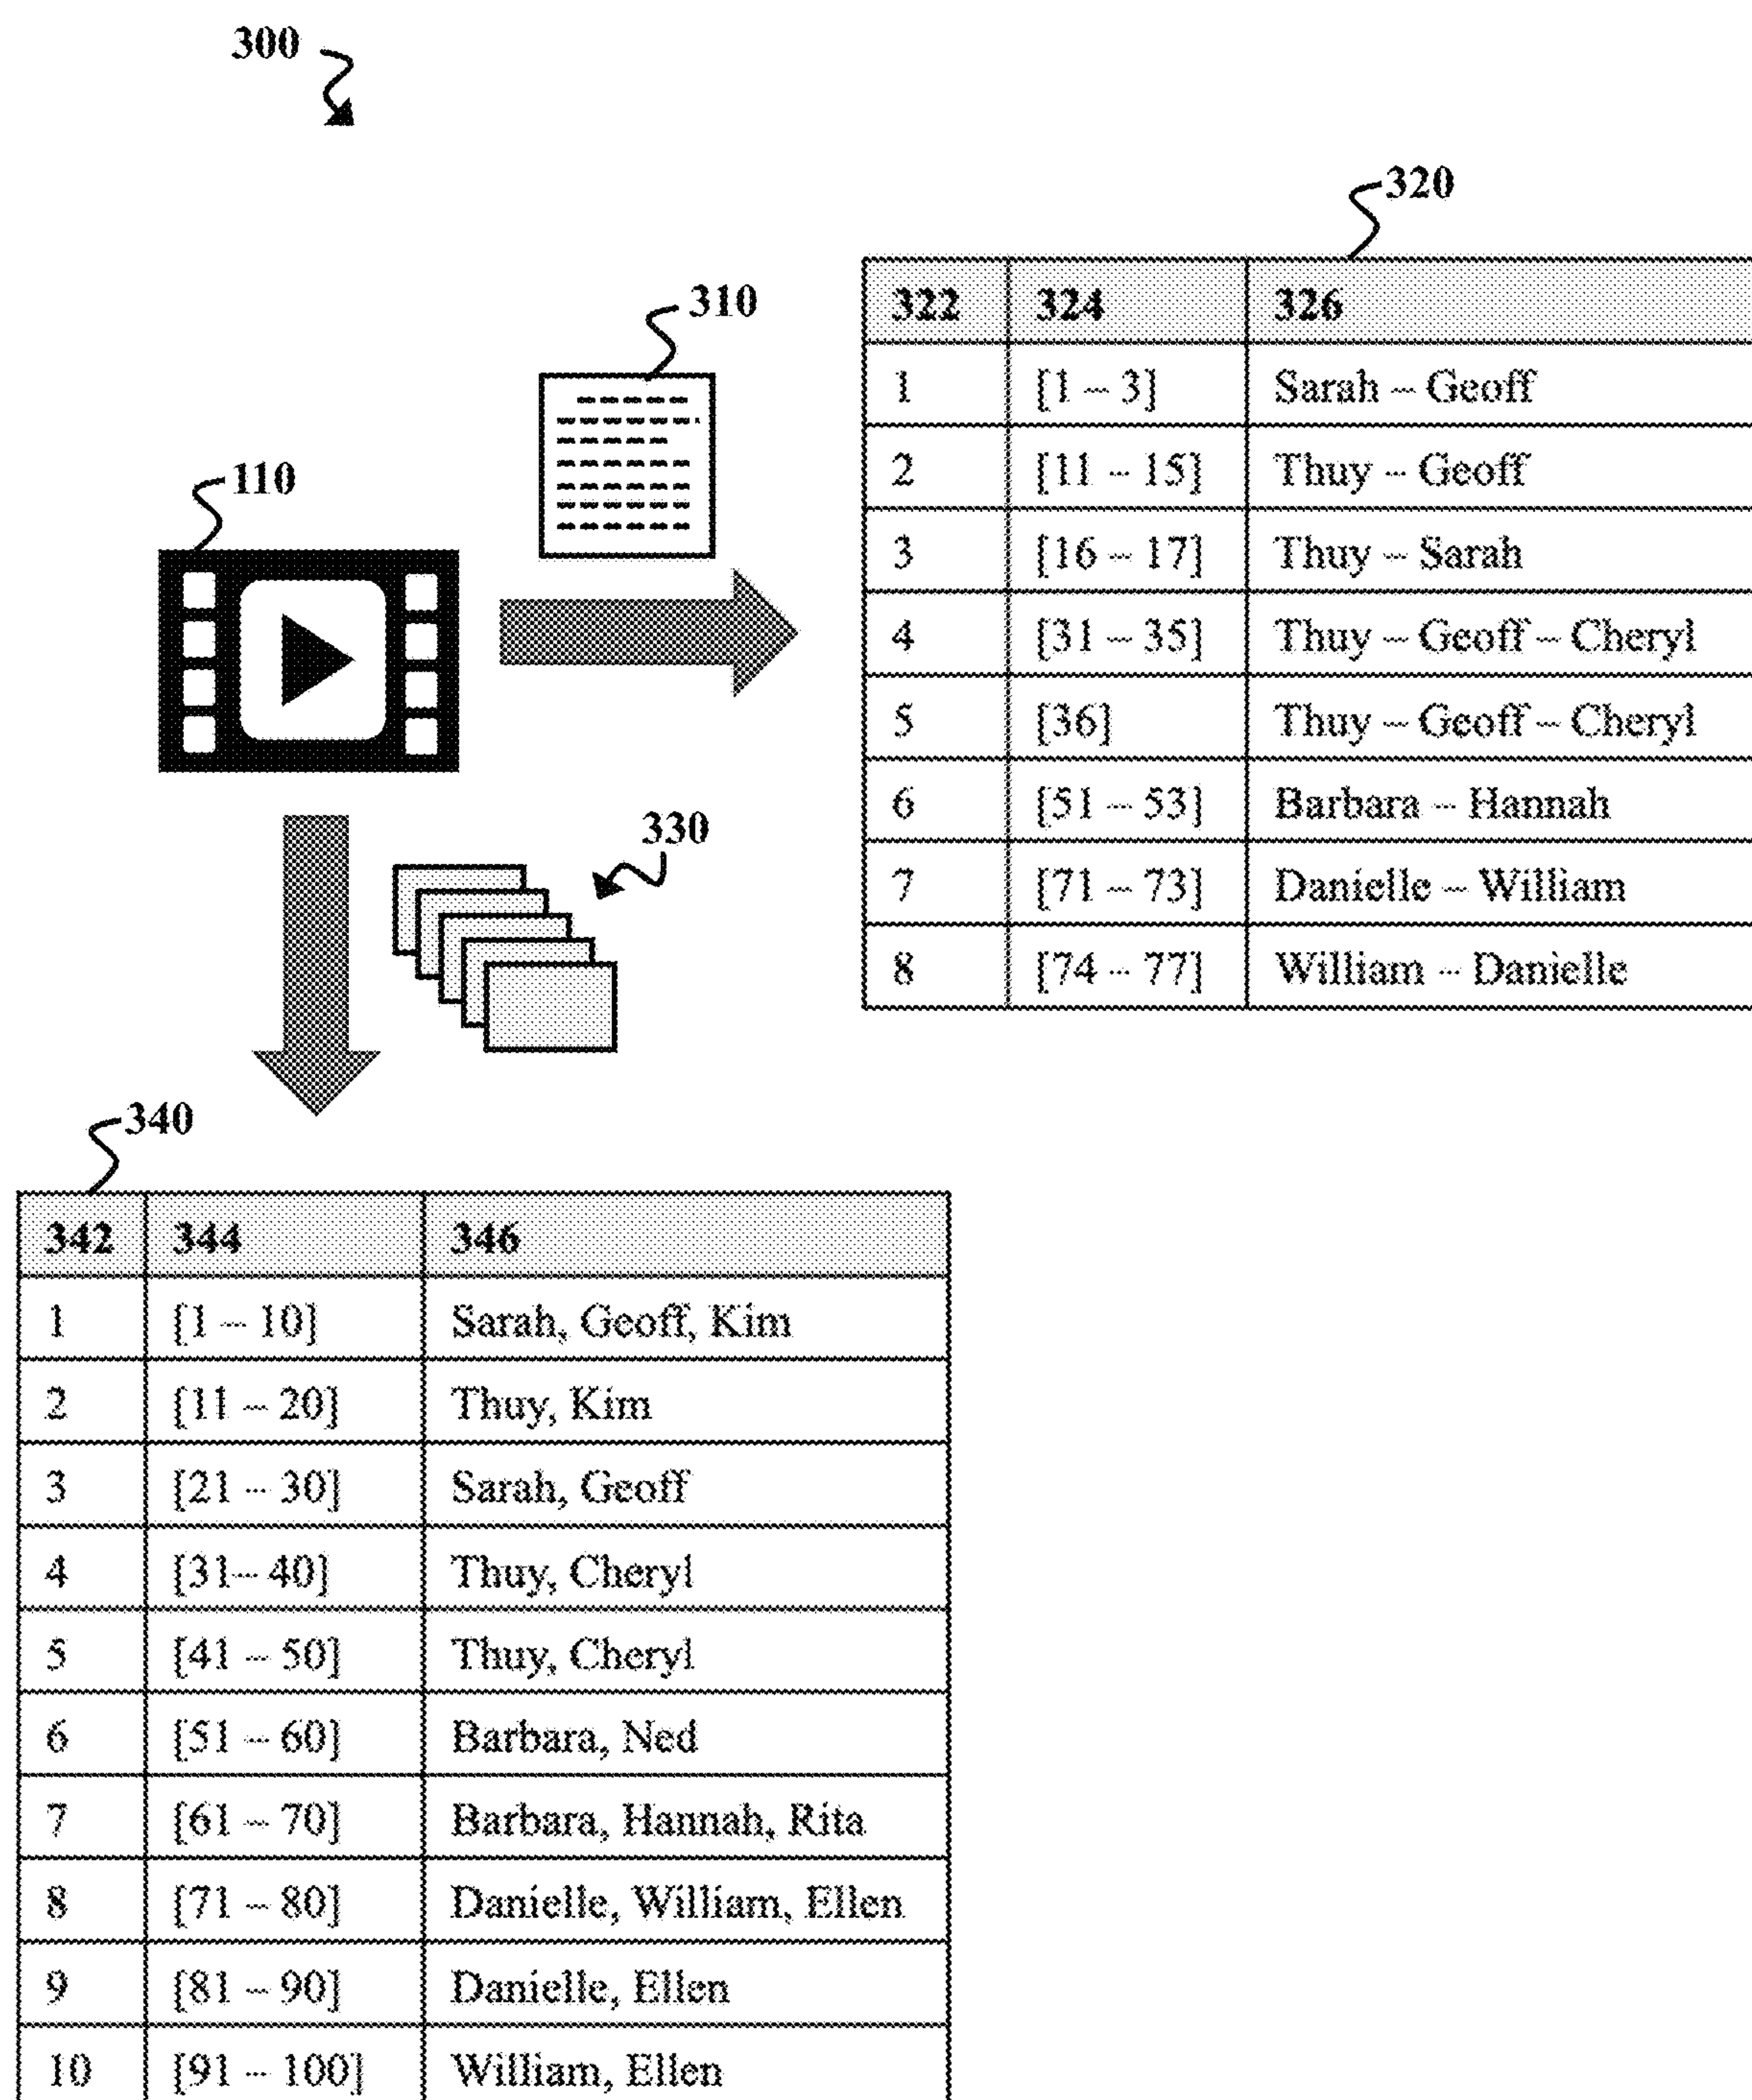 300
320
310
110
322 324 326
1 [1 – 3] Sarah – Geoff
2 [11 – 15] Thuy – Geoff
3 [16 – 17] Thuy – Sarah
4 [31 – 35] Thuy – Geoff – Cheryl
5 [36] Thuy – Geoff – Cheryl
6 [51 – 53] Barbara – Hannah
7 [71 – 73] Danielle – William
8 [74 – 77] William – Danielle
330
340
342 344 346
1 [1 – 10] Sarah, Geoff, Kim
2 [11 – 20] Thuy, Kim
3 [21 – 30] Sarah, Geoff
4 [31– 40] Thuy, Cheryl
5 [41 – 50] Thuy, Cheryl
6 [51 – 60] Barbara, Ned
7 [61 – 70] Barbara, Hannah, Rita
8 [71 – 80] Danielle, William, Ellen
9 [81 – 90] Danielle, Ellen
10 [91 – 100] William, Ellen